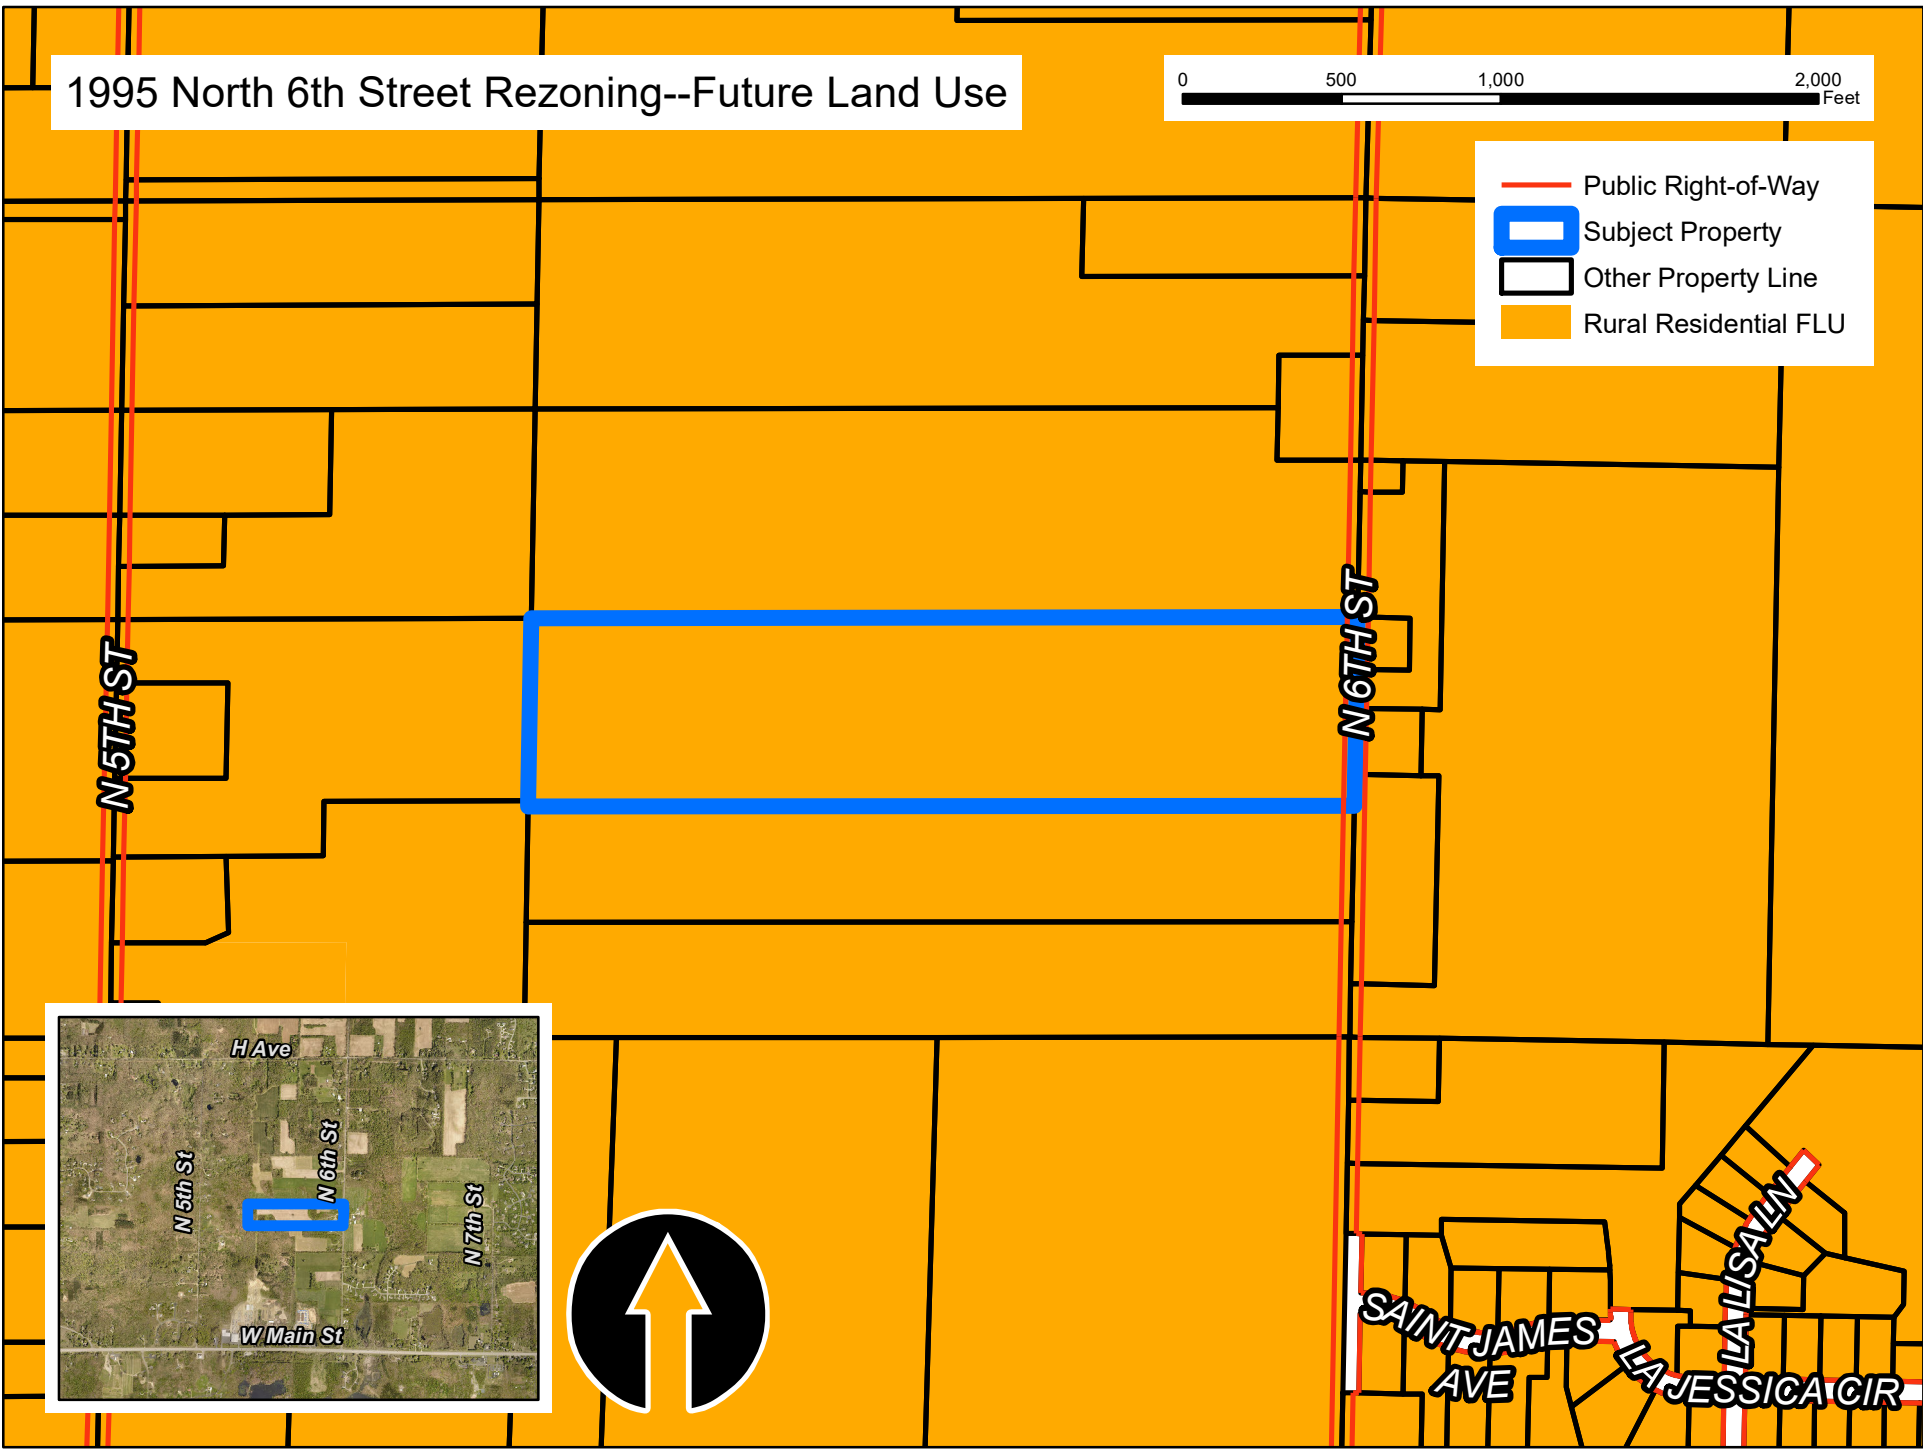 1995 North 6th Street Rezoning--Future Land Use
0 500 1,000 2,000
Feet
Public Right-of-Way
Subject Property
Other Property Line
Rural Residential FLU
N 5TH ST
N 6TH ST
H Ave
N 5th St
N 6th St
N 7th St
W Main St
SAINT JAMES
AVE
LA JESSICA CIR
LA LISA LN